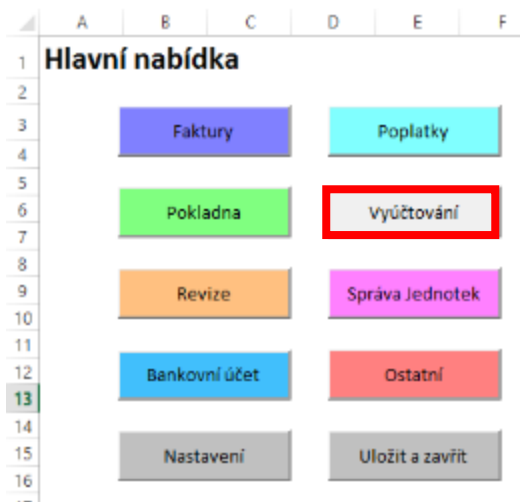 A B C D E F
1 Hlavní nabídka
2
3 Faktury Poplatky
4
5
6 Pokladna Vyúčtování
7
8
9 Revize Správa Jednotek
10
11
12 Bankovní účet Ostatní
13
14
15 Nastavení Uložit a zavřít
16